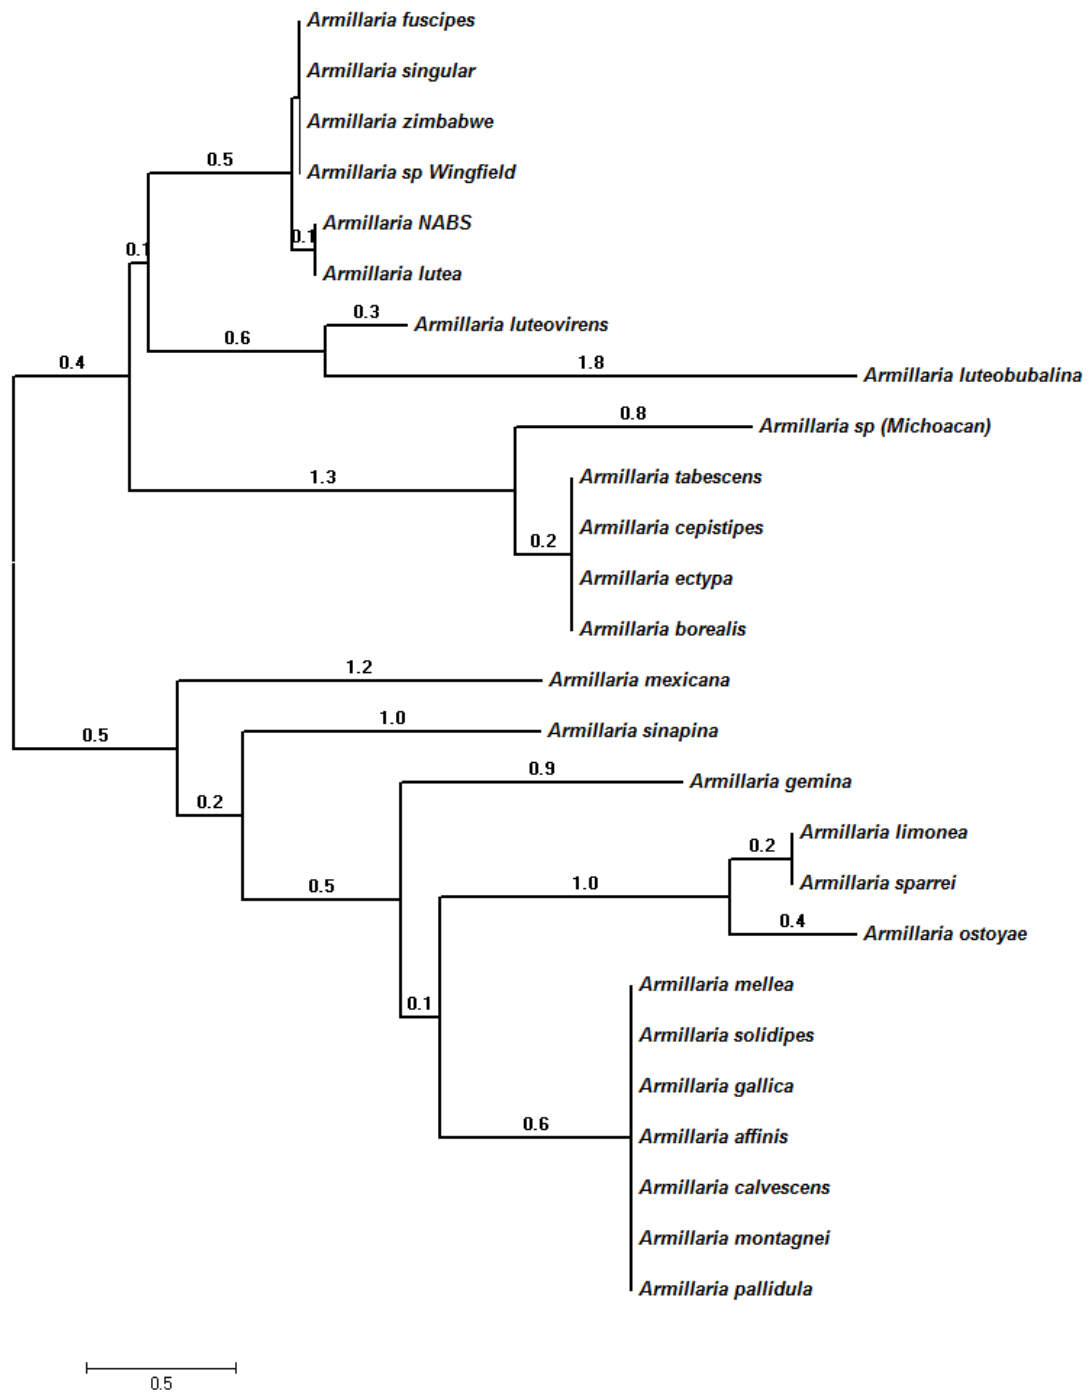 Armillaria fuscipes
Armillaria singular
Armillaria zimbabwe
0.5
Armillaria sp Wingfield
Armillaria NABS
0.1
0.1
Armillaria lutea
0.3
Armillaria luteovirens
0.6
0.4
1.8
Armillaria luteobubalina
0.8
Armillaria sp (Michoacan)
1.3
Armillaria tabescens
Armillaria cepistipes
0.2
Armillaria ectypa
Armillaria borealis
1.2
Armillaria mexicana
1.0
Armillaria sinapina
0.5
0.9
Armillaria gemina
0.2
Armillaria limonea
0.2
0.5
1.0
Armillaria sparrei
0.4
Armillaria ostoyae
Armillaria mellea
0.1
Armillaria solidipes
Armillaria gallica
0.6
Armillaria affinis
Armillaria calvescens
Armillaria montagnei
Armillaria pallidula
0.5